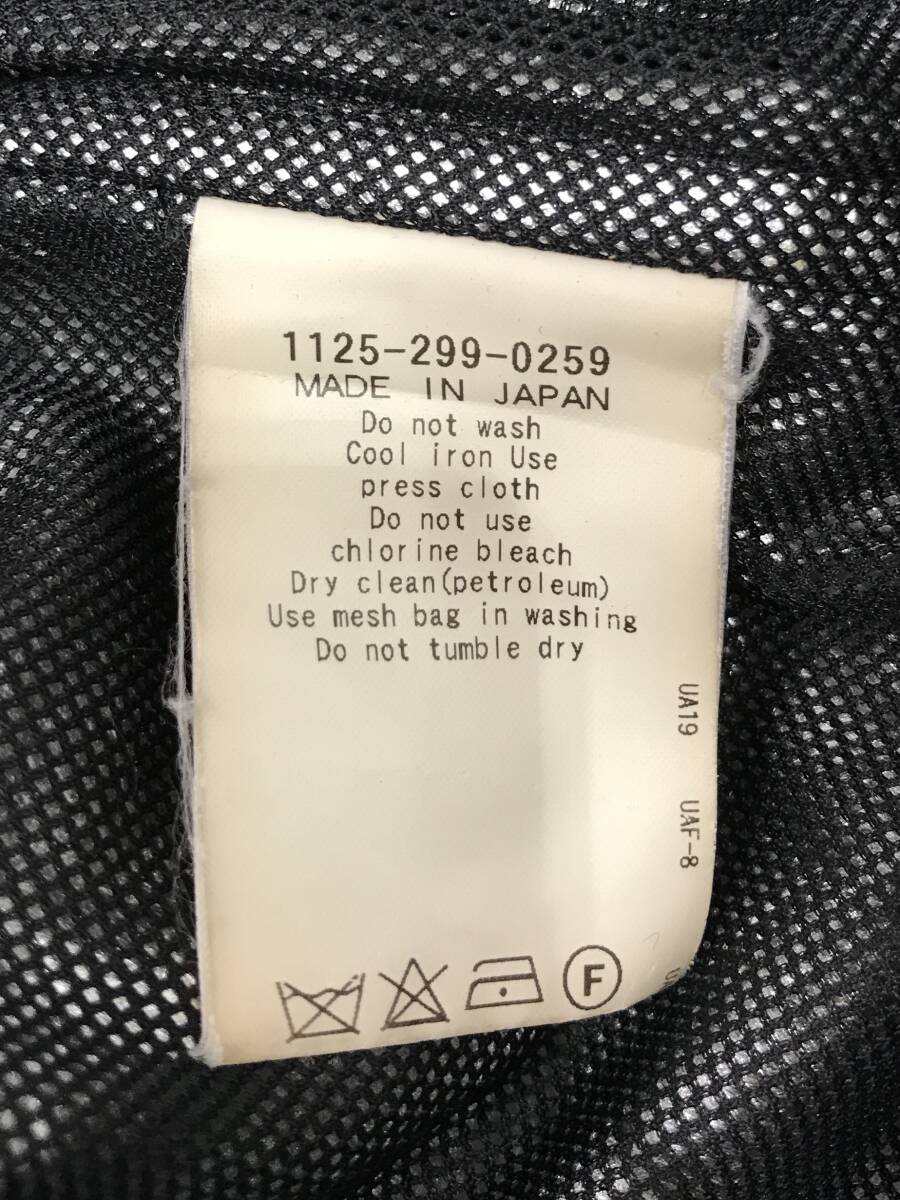 1125-299-0259
MADE IN JAPAN
Do not wash
Cool iron Use
press cloth
Do not use
chlorine bleach
Dry clean(petroleum)
Use mesh bag in washing
Do not tumble dry
UA19 UAF-8
F